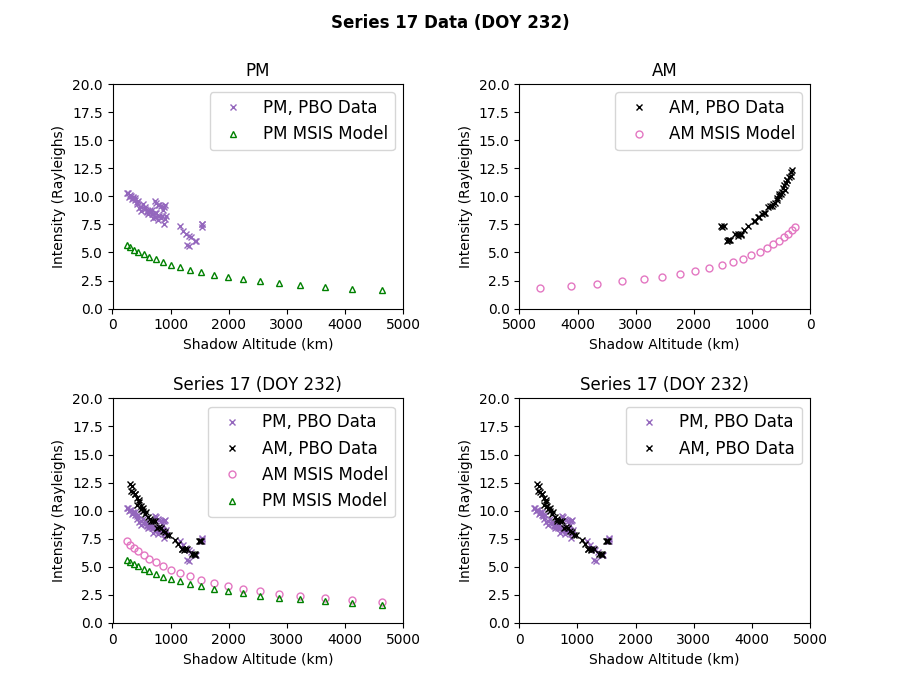 Series 17 Data (DOY 232)
PM
AM
20.0
17.5
15.0
12.5
10.0
7.5
5.0
2.5
0.0
Intensity (Rayleighs)
PM, PBO Data
PM MSIS Model
0 1000 2000 3000 4000 5000
Shadow Altitude (km)
20.0
17.5
15.0
12.5
10.0
7.5
5.0
2.5
0.0
Intensity (Rayleighs)
AM, PBO Data
AM MSIS Model
5000 4000 3000 2000 1000 0
Shadow Altitude (km)
Series 17 (DOY 232)
20.0
17.5
15.0
12.5
10.0
7.5
5.0
2.5
0.0
Intensity (Rayleighs)
PM, PBO Data
AM, PBO Data
AM MSIS Model
PM MSIS Model
0 1000 2000 3000 4000 5000
Shadow Altitude (km)
Series 17 (DOY 232)
20.0
17.5
15.0
12.5
10.0
7.5
5.0
2.5
0.0
Intensity (Rayleighs)
PM, PBO Data
AM, PBO Data
0 1000 2000 3000 4000 5000
Shadow Altitude (km)